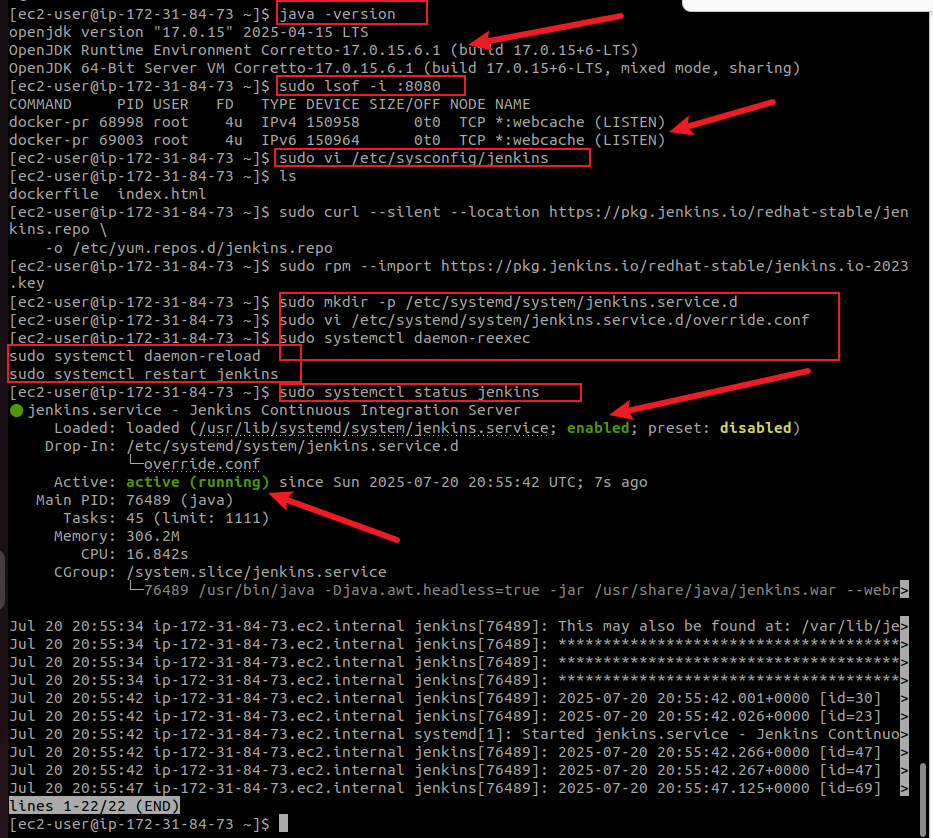 [ec2-user@ip-172-31-84-73 ~]$ java -version
openjdk version "17.0.15" 2025-04-15 LTS
OpenJDK Runtime Environment Corretto-17.0.15.6.1 (build 17.0.15+6-LTS)
OpenJDK 64-Bit Server VM Corretto-17.0.15.6.1 (build 17.0.15+6-LTS, mixed mode, sharing)
[ec2-user@ip-172-31-84-73 ~]$ sudo lsof -i :8080
COMMAND     PID USER   FD   TYPE DEVICE SIZE/OFF NODE NAME
docker-pr 68998 root    4u  IPv4 150958      0t0  TCP *:webcache (LISTEN)
docker-pr 69003 root    4u  IPv6 150964      0t0  TCP *:webcache (LISTEN)
[ec2-user@ip-172-31-84-73 ~]$ sudo vi /etc/sysconfig/jenkins
[ec2-user@ip-172-31-84-73 ~]$ ls
dockerfile  index.html
[ec2-user@ip-172-31-84-73 ~]$ sudo curl --silent --location https://pkg.jenkins.io/redhat-stable/jen
kins.repo \
    -o /etc/yum.repos.d/jenkins.repo
[ec2-user@ip-172-31-84-73 ~]$ sudo rpm --import https://pkg.jenkins.io/redhat-stable/jenkins.io-2023
.key
[ec2-user@ip-172-31-84-73 ~]$ sudo mkdir -p /etc/systemd/system/jenkins.service.d
[ec2-user@ip-172-31-84-73 ~]$ sudo vi /etc/systemd/system/jenkins.service.d/override.conf
[ec2-user@ip-172-31-84-73 ~]$ sudo systemctl daemon-reexec
sudo systemctl daemon-reload
sudo systemctl restart jenkins
[ec2-user@ip-172-31-84-73 ~]$ sudo systemctl status jenkins
● jenkins.service - Jenkins Continuous Integration Server
     Loaded: loaded (/usr/lib/systemd/system/jenkins.service; enabled; preset: disabled)
    Drop-In: /etc/systemd/system/jenkins.service.d
             └─override.conf
     Active: active (running) since Sun 2025-07-20 20:55:42 UTC; 7s ago
   Main PID: 76489 (java)
      Tasks: 45 (limit: 1111)
     Memory: 306.2M
        CPU: 16.842s
     CGroup: /system.slice/jenkins.service
             └─76489 /usr/bin/java -Djava.awt.headless=true -jar /usr/share/java/jenkins.war --webr>
Jul 20 20:55:34 ip-172-31-84-73.ec2.internal jenkins[76489]: This may also be found at: /var/lib/je>
Jul 20 20:55:34 ip-172-31-84-73.ec2.internal jenkins[76489]: **************************************>
Jul 20 20:55:34 ip-172-31-84-73.ec2.internal jenkins[76489]: **************************************>
Jul 20 20:55:34 ip-172-31-84-73.ec2.internal jenkins[76489]: **************************************>
Jul 20 20:55:42 ip-172-31-84-73.ec2.internal jenkins[76489]: 2025-07-20 20:55:42.001+0000 [id=30]  >
Jul 20 20:55:42 ip-172-31-84-73.ec2.internal jenkins[76489]: 2025-07-20 20:55:42.026+0000 [id=23]  >
Jul 20 20:55:42 ip-172-31-84-73.ec2.internal systemd[1]: Started jenkins.service - Jenkins Continuo>
Jul 20 20:55:42 ip-172-31-84-73.ec2.internal jenkins[76489]: 2025-07-20 20:55:42.266+0000 [id=47]  >
Jul 20 20:55:42 ip-172-31-84-73.ec2.internal jenkins[76489]: 2025-07-20 20:55:42.267+0000 [id=47]  >
Jul 20 20:55:47 ip-172-31-84-73.ec2.internal jenkins[76489]: 2025-07-20 20:55:47.125+0000 [id=69]  >
lines 1-22/22 (END)
[ec2-user@ip-172-31-84-73 ~]$